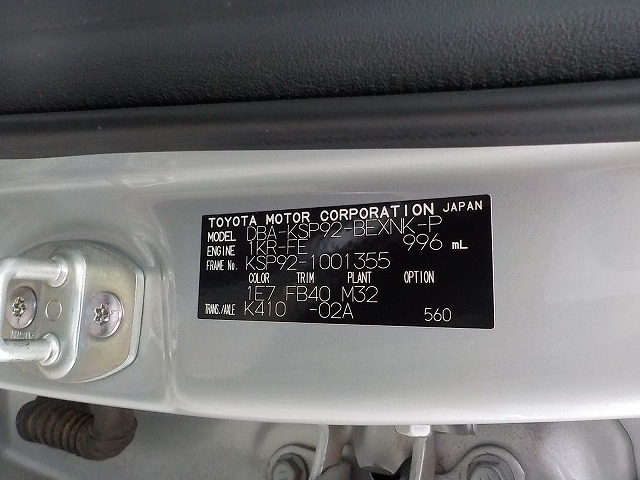 TOYOTA MOTOR CORPORATION JAPAN
MODEL DBA-KSP92-BEXNK-P
ENGINE 1KR-FE 996 mL
FRAME No. KSP92-1001355
COLOR TRIM PLANT OPTION
1E7 FB40 M32
TRANS./AXLE K410 -02A 560